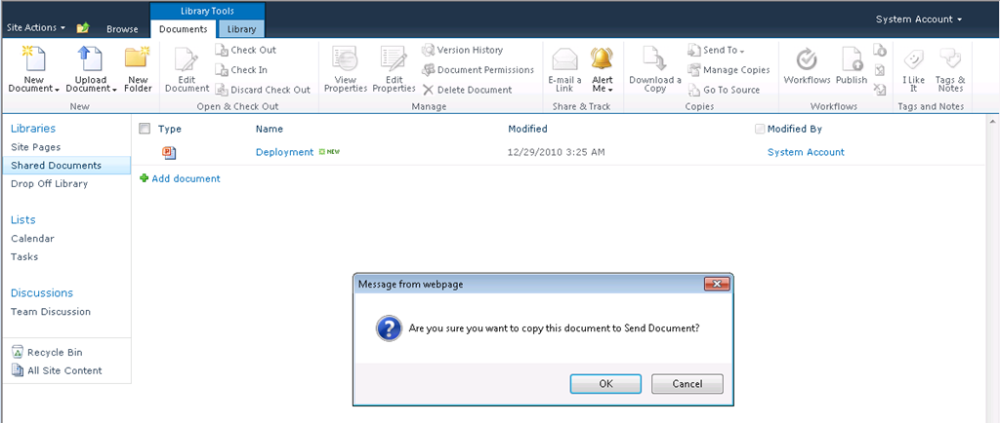 Library Tools
Site Actions Browse Documents Library System Account
New Document Upload Document New Folder
New
Edit Document Check Out
Check In
Discard Check Out
Open & Check Out
View Properties Edit Properties Version History
Document Permissions
Delete Document
Manage
E-mail a Link Alert Me
Share & Track
Download a Copy Send To
Manage Copies
Go To Source
Copies
Workflows Publish
Workflows
I Like It Tags & Notes
Tags and Notes
Libraries
Site Pages
Shared Documents
Drop Off Library
Lists
Calendar
Tasks
Discussions
Team Discussion
Recycle Bin
All Site Content
Type Name Modified Modified By
Deployment NEW 12/29/2010 3:25 AM System Account
Add document
Message from webpage
Are you sure you want to copy this document to Send Document?
OK Cancel